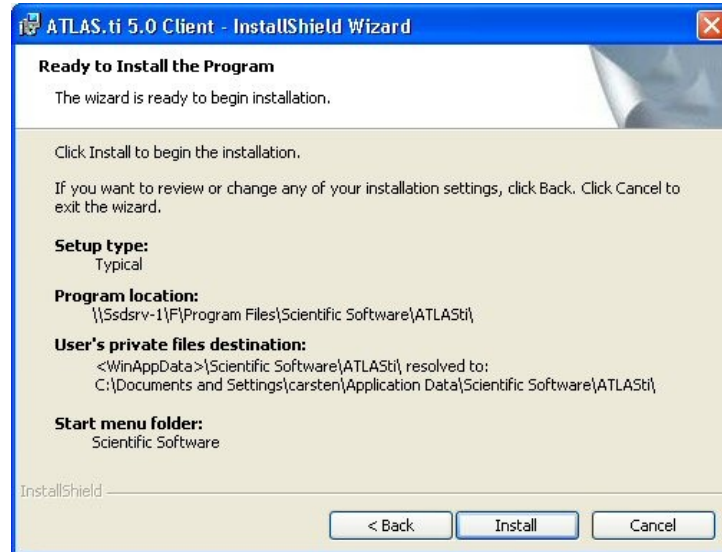 ATLAS.ti 5.0 Client - InstallShield Wizard
Ready to Install the Program
The wizard is ready to begin installation.
Click Install to begin the installation.
If you want to review or change any of your installation settings, click Back. Click Cancel to
exit the wizard.
Setup type:
Typical
Program location:
\\Ssdsrv-1\F\Program Files\Scientific Software\ATLASti\
User's private files destination:
<WinAppData>\Scientific Software\ATLASti\ resolved to:
C:\Documents and Settings\carsten\Application Data\Scientific Software\ATLASti\
Start menu folder:
Scientific Software
InstallShield
< Back Install Cancel